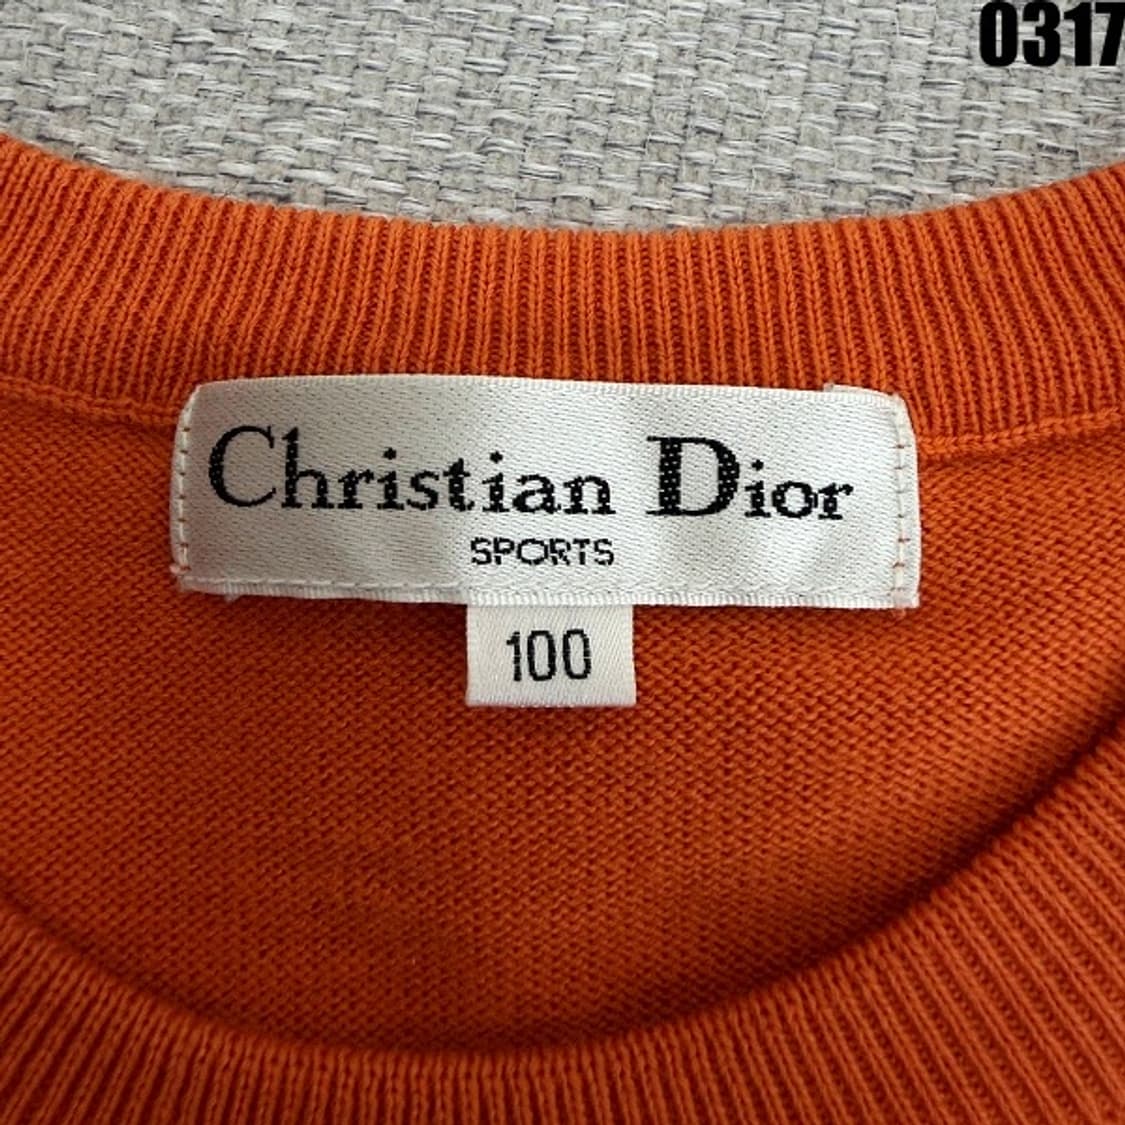 0317
Christian Dior
SPORTS
100